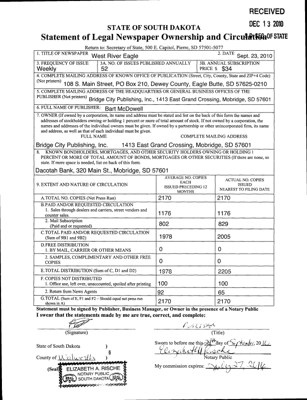 RECEIVED
DEC 13 2010
S.D. SEC. OF STATE
STATE OF SOUTH DAKOTA
Statement of Legal Newspaper Ownership and Circulation
Return to: Secretary of State, 500 E. Capitol, Pierre, SD 57501-5077
1. TITLE OF NEWSPAPER West River Eagle 2. DATE Sept. 23, 2010
3. FREQUENCY OF ISSUE Weekly 3A. NO. OF ISSUES PUBLISHED ANNUALLY 52 3B. ANNUAL SUBSCRIPTION PRICE $ $34
4. COMPLETE MAILING ADDRESS OF KNOWN OFFICE OF PUBLICATION (Street, City, County, State and ZIP+4 Code)
(Not printers) 108 S. Main Street, PO Box 210, Dewey County, Eagle Butte, SD 57625-0210
5. COMPLETE MAILING ADDRESS OF THE HEADQUARTERS OF GENERAL BUSINESS OFFICES OF THE
PUBLISHER (Not printers) Bridge City Publishing, Inc., 1413 East Grand Crossing, Mobridge, SD 57601
6. FULL NAME OF PUBLISHER: Bart McDowell
7. OWNER (If owned by a corporation, its name and address must be stated and list on the back of this form the names and
addresses of stockholders owning or holding 1 percent or more of total amount of stock. If not owned by a corporation, the
names and addresses of the individual owners must be given. If owned by a partnership or other unincorporated firm, its name
and address, as well as that of each individual must be given.
FULL NAME COMPLETE MAILING ADDRESS
Bridge City Publishing, Inc. 1413 East Grand Crossing, Mobridge, SD 57601
8. KNOWN BONDHOLDERS, MORTGAGES, AND OTHER SECURITY HOLDERS OWNING OR HOLDING 1
PERCENT OR MORE OF TOTAL AMOUNT OF BONDS, MORTGAGES OR OTHER SECURITIES (If there are none, so
state. If more space is needed, list on back of this form.
Dacotah Bank, 320 Main St., Mobridge, SD 57601
9. EXTENT AND NATURE OF CIRCULATION
AVERAGE NO. COPIES
EACH
ISSUED PRECEDING 12
MONTHS
ACTUAL NO. COPIES
ISSUED
NEAREST TO FILING DATE
A TOTAL NO. COPIES (Net Press Run) 2170 2170
B PAID AND/OR REQUESTED CIRCULATION
1. Sales through dealers and carriers, street vendors and
counter sales. 1176 1176
2. Mail Subscription
(Paid and or requested) 802 829
C TOTAL PAID AND/OR REQUESTED CIRCULATION
(Sum of 9B1 and 9B2) 1978 2005
D FREE DISTRIBUTION
1. BY MAIL, CARRIER OR OTHER MEANS 0 0
2. SAMPLES, COMPLIMENTARY AND OTHER FREE
COPIES 0 0
E TOTAL DISTRIBUTION (Sum of C, D1 and D2) 1978 2205
F COPIES NOT DISTRIBUTED
1. Office use, left over, unaccounted, spoiled after printing 100 100
2. Return from News Agents 92 65
G TOTAL (Sum of E, F1 and F2 - Should equal net press run shown in A) 2170 2170
Statement must be signed by Publisher, Business Manager, or Owner in the presence of a Notary Public
I swear that the statements made by me are true, correct, and complete:
(Signature) (Title)
State of South Dakota )
County of Walworth )
Sworn to before me this day of September, 20
Notary Public
(Seal)
ELIZABETH A. RISCHE
NOTARY PUBLIC
SOUTH DAKOTA
SEAL
My commission expires: